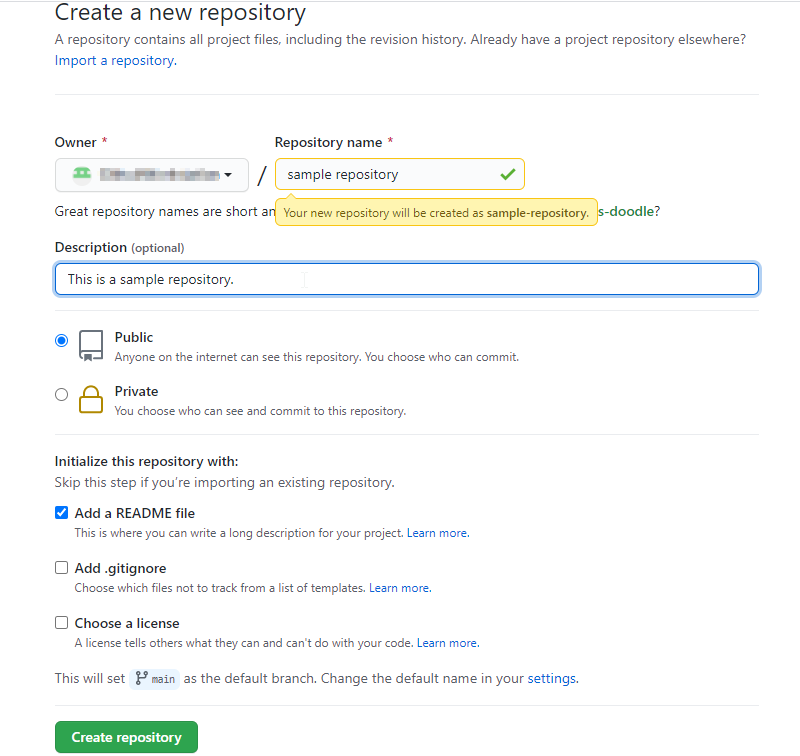 Create a new repository
A repository contains all project files, including the revision history. Already have a project repository elsewhere?
Import a repository.
Owner *
Repository name *
/
sample repository
Great repository names are short an
Your new repository will be created as sample-repository.
s-doodle?
Description (optional)
This is a sample repository.
Public
Anyone on the internet can see this repository. You choose who can commit.
Private
You choose who can see and commit to this repository.
Initialize this repository with:
Skip this step if you're importing an existing repository.
Add a README file
This is where you can write a long description for your project. Learn more.
Add .gitignore
Choose which files not to track from a list of templates. Learn more.
Choose a license
A license tells others what they can and can't do with your code. Learn more.
This will set main as the default branch. Change the default name in your settings.
Create repository